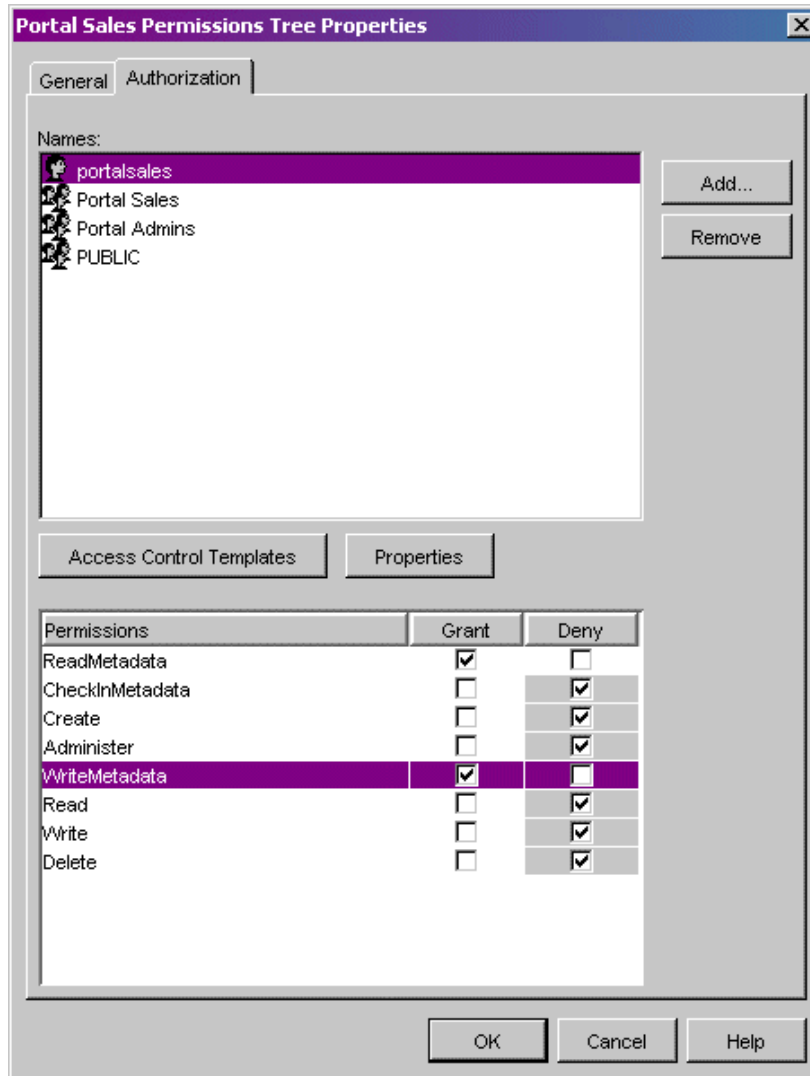 Portal Sales Permissions Tree Properties
General Authorization
Names:
portalsales
Portal Sales
Portal Admins
PUBLIC
Add...
Remove
Access Control Templates Properties
Permissions Grant Deny
ReadMetadata
CheckInMetadata
Create
Administer
WriteMetadata
Read
Write
Delete
OK Cancel Help